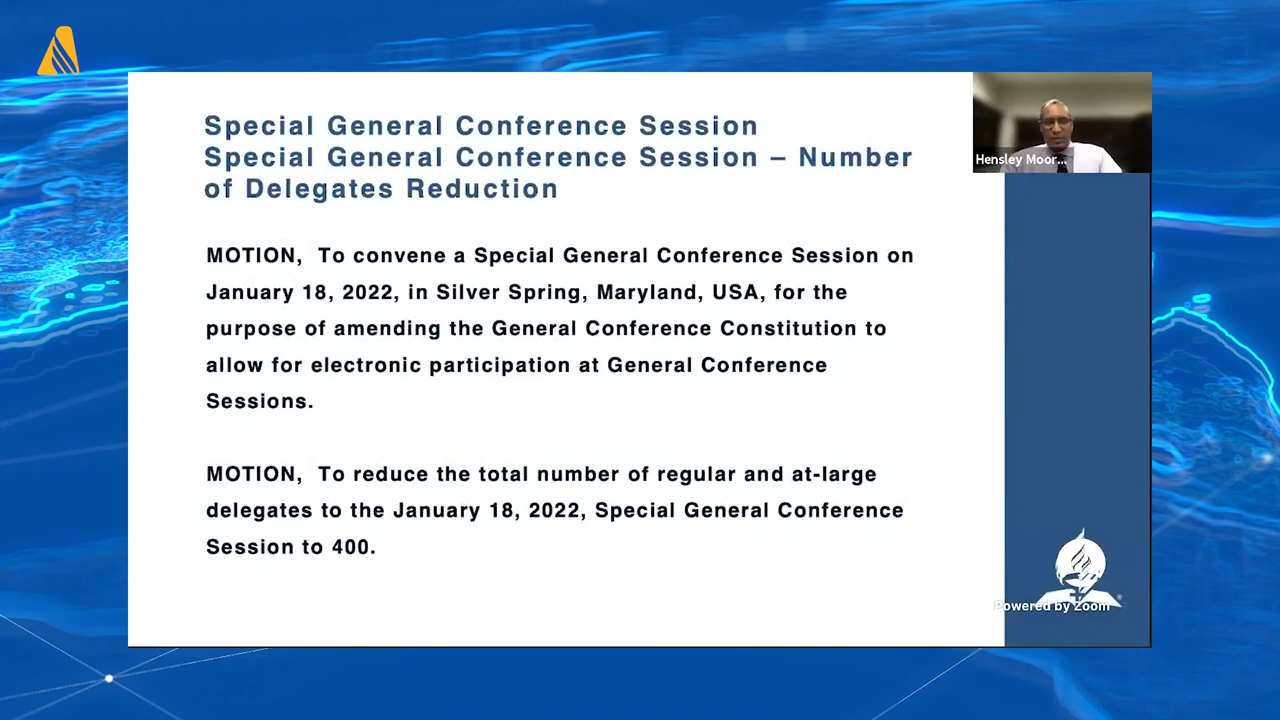 Special General Conference Session
Special General Conference Session – Number
of Delegates Reduction
Hensley Moor...
MOTION,  To convene a Special General Conference Session on
January 18, 2022, in Silver Spring, Maryland, USA, for the
purpose of amending the General Conference Constitution to
allow for electronic participation at General Conference
Sessions.
MOTION,  To reduce the total number of regular and at-large
delegates to the January 18, 2022, Special General Conference
Session to 400.
Powered by Zoom